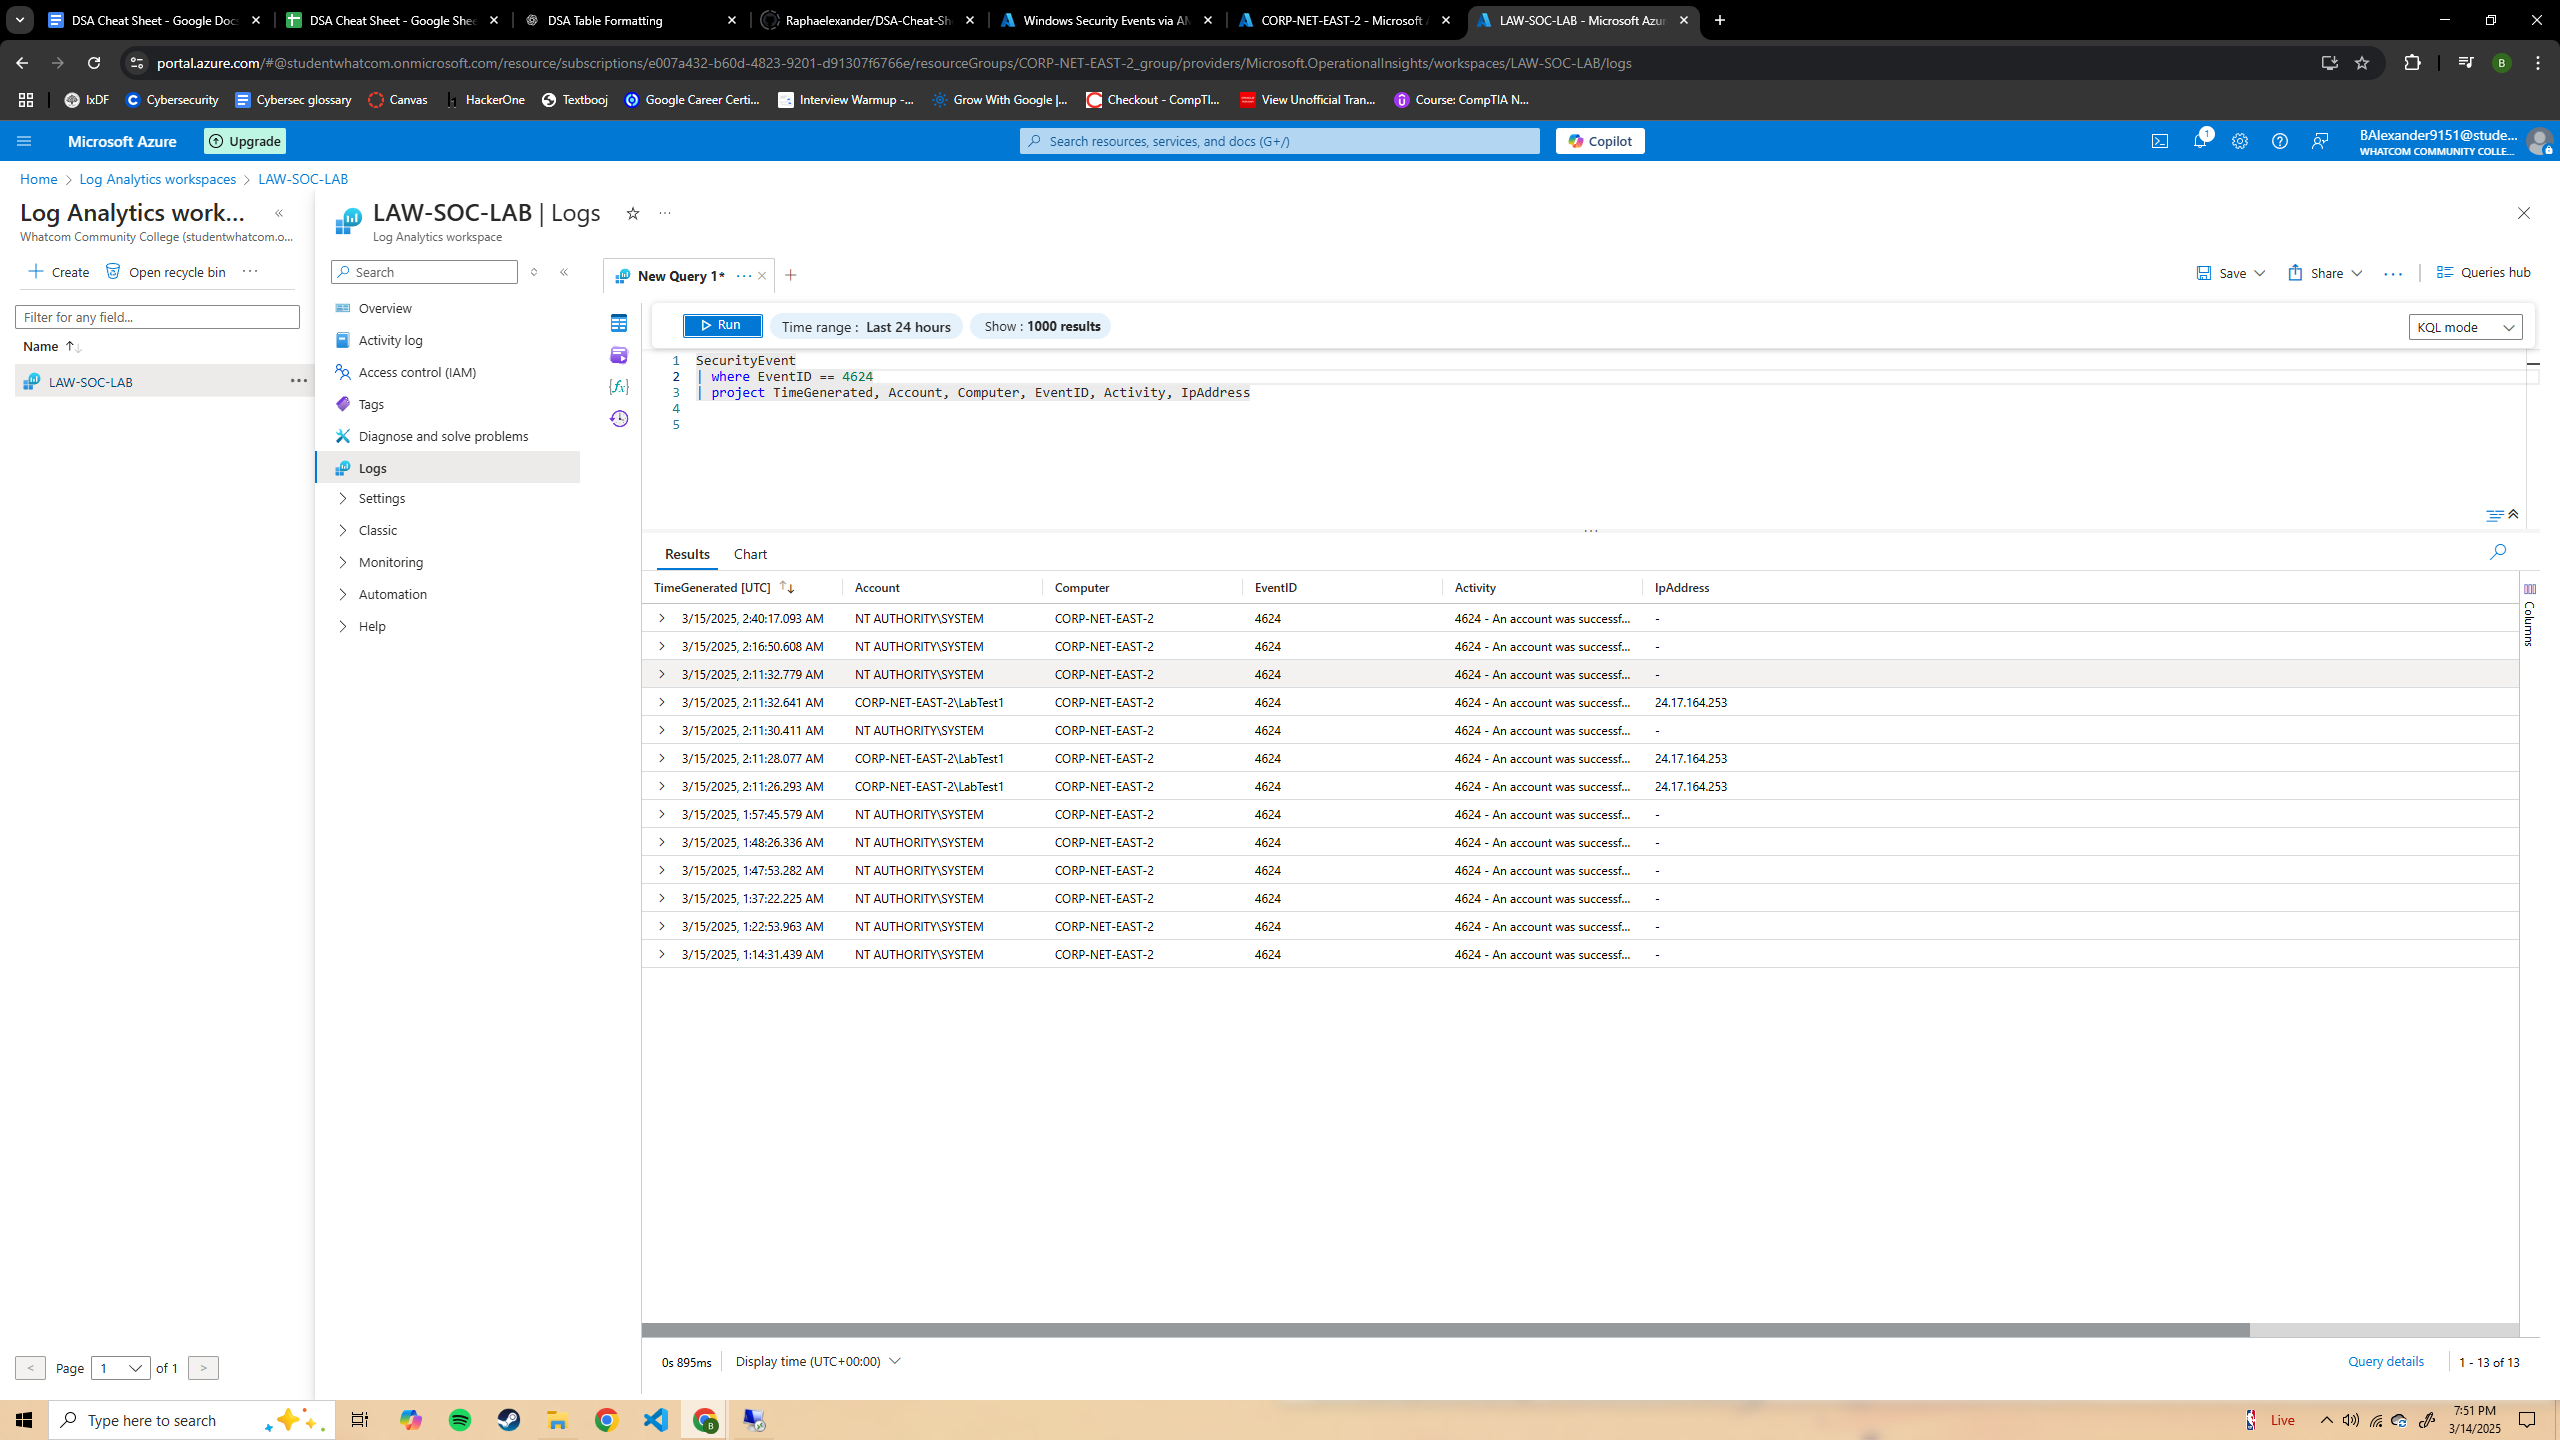 DSA Cheat Sheet - Google Doc
DSA Cheat Sheet - Google She
DSA Table Formatting
Raphaelexander/DSA-Cheat-Sh
Windows Security Events via AM
CORP-NET-EAST-2 - Microsoft A
LAW-SOC-LAB - Microsoft Azur
portal.azure.com/#@studentwhatcom.onmicrosoft.com/resource/subscriptions/e007a432-b60d-4823-9201-d91307f6766e/resourceGroups/CORP-NET-EAST-2_group/providers/Microsoft.OperationalInsights/workspaces/LAW-SOC-LAB/logs
B
IxDF
Cybersecurity
Cybersec glossary
Canvas
HackerOne
Textbooj
Google Career Certi...
Interview Warmup -...
Grow With Google |...
Checkout - CompTI...
View Unofficial Tran...
Course: CompTIA N...
Microsoft Azure
Upgrade
Search resources, services, and docs (G+/)
Copilot
1
BAlexander9151@stude...
WHATCOM COMMUNITY COLLE...
Home > Log Analytics workspaces > LAW-SOC-LAB
Log Analytics work...
Whatcom Community College (studentwhatcom.o...
Create
Open recycle bin
Filter for any field...
Name
LAW-SOC-LAB
Page 1 of 1
LAW-SOC-LAB | Logs
Log Analytics workspace
Search
Overview
Activity log
Access control (IAM)
Tags
Diagnose and solve problems
Logs
Settings
Classic
Monitoring
Automation
Help
New Query 1*
Save
Share
Queries hub
Run
Time range : Last 24 hours
Show : 1000 results
KQL mode
1 SecurityEvent
2 | where EventID == 4624
3 | project TimeGenerated, Account, Computer, EventID, Activity, IpAddress
4
5
Results
Chart
TimeGenerated [UTC] Account Computer EventID Activity IpAddress
3/15/2025, 2:40:17.093 AM NT AUTHORITY\SYSTEM CORP-NET-EAST-2 4624 4624 - An account was successf... -
3/15/2025, 2:16:50.608 AM NT AUTHORITY\SYSTEM CORP-NET-EAST-2 4624 4624 - An account was successf... -
3/15/2025, 2:11:32.779 AM NT AUTHORITY\SYSTEM CORP-NET-EAST-2 4624 4624 - An account was successf... -
3/15/2025, 2:11:32.641 AM CORP-NET-EAST-2\LabTest1 CORP-NET-EAST-2 4624 4624 - An account was successf... 24.17.164.253
3/15/2025, 2:11:30.411 AM NT AUTHORITY\SYSTEM CORP-NET-EAST-2 4624 4624 - An account was successf... -
3/15/2025, 2:11:28.077 AM CORP-NET-EAST-2\LabTest1 CORP-NET-EAST-2 4624 4624 - An account was successf... 24.17.164.253
3/15/2025, 2:11:26.293 AM CORP-NET-EAST-2\LabTest1 CORP-NET-EAST-2 4624 4624 - An account was successf... 24.17.164.253
3/15/2025, 1:57:45.579 AM NT AUTHORITY\SYSTEM CORP-NET-EAST-2 4624 4624 - An account was successf... -
3/15/2025, 1:48:26.336 AM NT AUTHORITY\SYSTEM CORP-NET-EAST-2 4624 4624 - An account was successf... -
3/15/2025, 1:47:53.282 AM NT AUTHORITY\SYSTEM CORP-NET-EAST-2 4624 4624 - An account was successf... -
3/15/2025, 1:37:22.225 AM NT AUTHORITY\SYSTEM CORP-NET-EAST-2 4624 4624 - An account was successf... -
3/15/2025, 1:22:53.963 AM NT AUTHORITY\SYSTEM CORP-NET-EAST-2 4624 4624 - An account was successf... -
3/15/2025, 1:14:31.439 AM NT AUTHORITY\SYSTEM CORP-NET-EAST-2 4624 4624 - An account was successf... -
Columns
0s 895ms
Display time (UTC+00:00)
Query details
1 - 13 of 13
Type here to search
Live
7:51 PM
3/14/2025